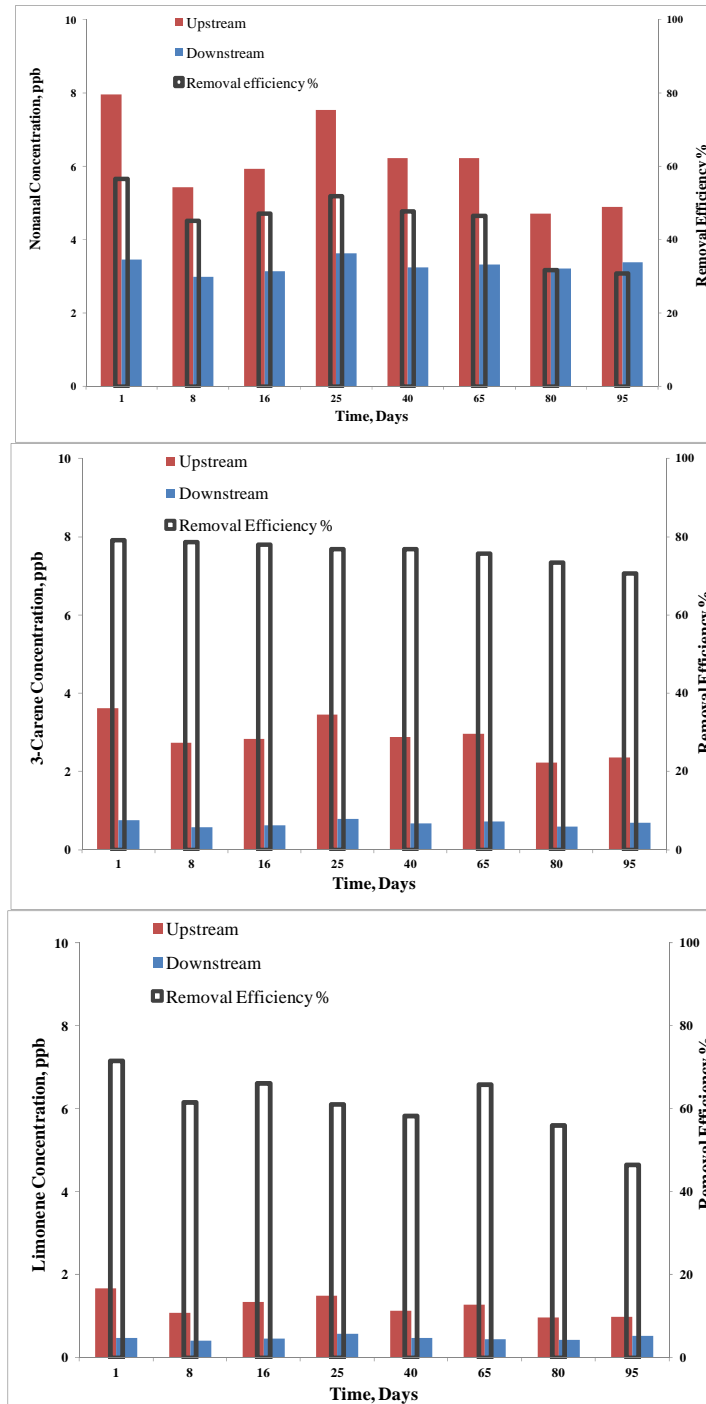 10
100
Upstream
Downstream
Removal efficiency %
8
80
6
60
4
40
2
20
0
0
Nonanal Concentration, ppb
Removal Efficiency %
1 8 16 25 40 65 80 95
Time, Days
10
100
Upstream
Downstream
Removal Efficiency %
8
80
6
60
4
40
2
20
0
0
3-Carene Concentration, ppb
Removal Efficiency %
1 8 16 25 40 65 80 95
Time, Days
10
100
Upstream
Downstream
Removal Efficiency %
8
80
6
60
4
40
2
20
0
0
Limonene Concentration, ppb
Removal Efficiency %
1 8 16 25 40 65 80 95
Time, Days